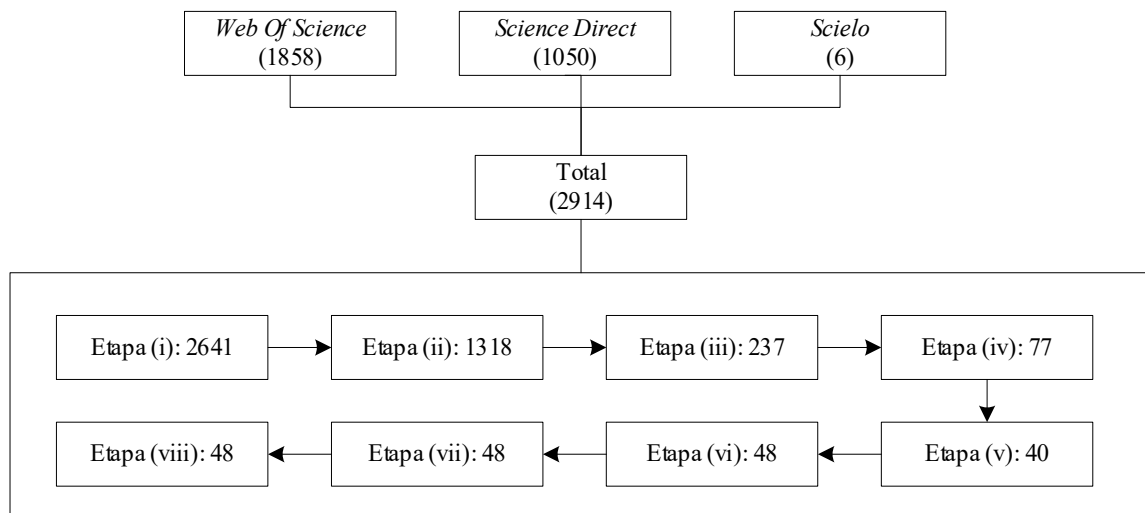 Web Of Science
(1858)
Science Direct
(1050)
Scielo
(6)
Total
(2914)
Etapa (i): 2641
Etapa (ii): 1318
Etapa (iii): 237
Etapa (iv): 77
Etapa (viii): 48
Etapa (vii): 48
Etapa (vi): 48
Etapa (v): 40